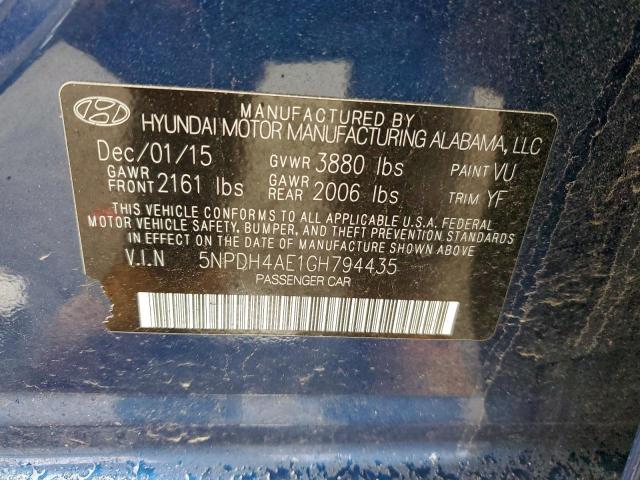 MANUFACTURED BY
HYUNDAI MOTOR MANUFACTURING ALABAMA, LLC
Dec/01/15 GVWR 3880 lbs PAINT VU
GAWR FRONT 2161 lbs GAWR REAR 2006 lbs TRIM YF
THIS VEHICLE CONFORMS TO ALL APPLICABLE U.S.A. FEDERAL
MOTOR VEHICLE SAFETY, BUMPER, AND THEFT PREVENTION STANDARDS
IN EFFECT ON THE DATE OF MANUFACTURE SHOWN ABOVE
V.I.N 5NPDH4AE1GH794435
PASSENGER CAR